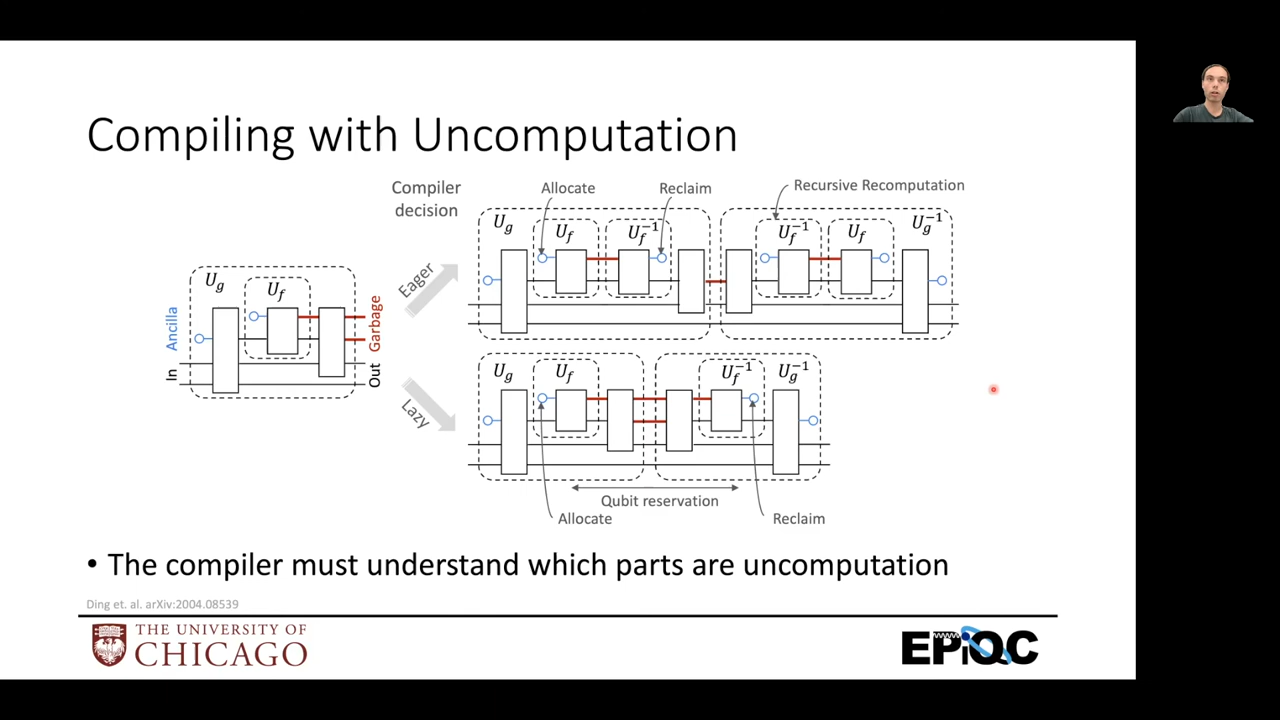 Compiling with Uncomputation
Compiler
decision
Allocate
Reclaim
Recursive Recomputation
U_g
U_f
U_f^{-1}
U_f^{-1}
U_f
U_g^{-1}
Eager
U_g
U_f
Ancilla
Garbage
In
Out
Lazy
U_g
U_f
U_f^{-1}
U_g^{-1}
Qubit reservation
Allocate
Reclaim
• The compiler must understand which parts are uncomputation
Ding et. al. arXiv:2004.08539
THE UNIVERSITY OF
CHICAGO
EPiQC